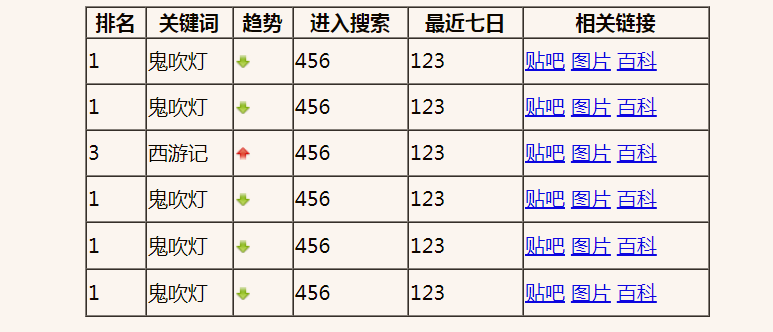 排名 关键词 趋势 进入搜索 最近七日 相关链接
1 鬼吹灯 456 123 贴吧 图片 百科
1 鬼吹灯 456 123 贴吧 图片 百科
3 西游记 456 123 贴吧 图片 百科
1 鬼吹灯 456 123 贴吧 图片 百科
1 鬼吹灯 456 123 贴吧 图片 百科
1 鬼吹灯 456 123 贴吧 图片 百科